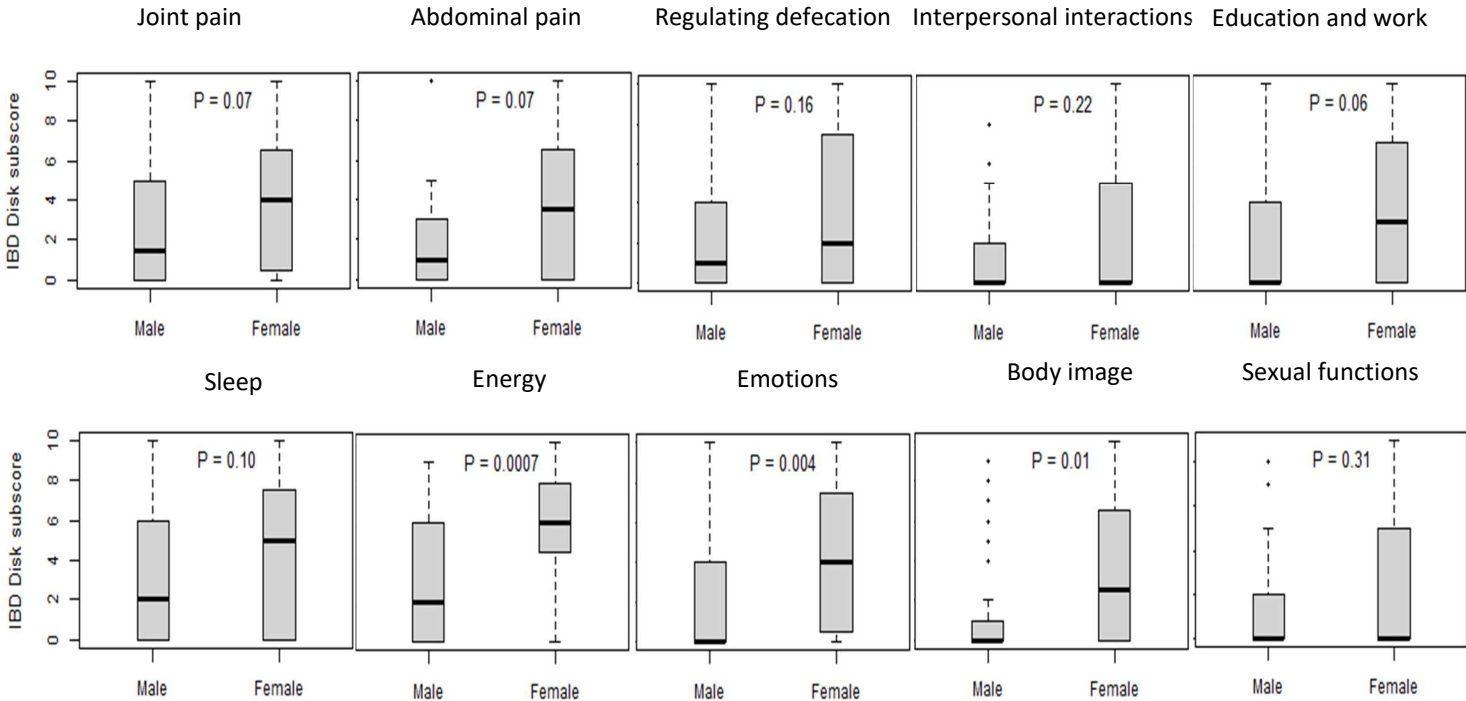 Joint pain Abdominal pain Regulating defecation Interpersonal interactions Education and work
IBD Disk subscore
10
8
6
4
2
0
P = 0.07 P = 0.07 P = 0.16 P = 0.22 P = 0.06
Male Female Male Female Male Female Male Female Male Female
Sleep Energy Emotions Body image Sexual functions
IBD Disk subscore
10
8
6
4
2
0
P = 0.10 P = 0.0007 P = 0.004 P = 0.01 P = 0.31
Male Female Male Female Male Female Male Female Male Female